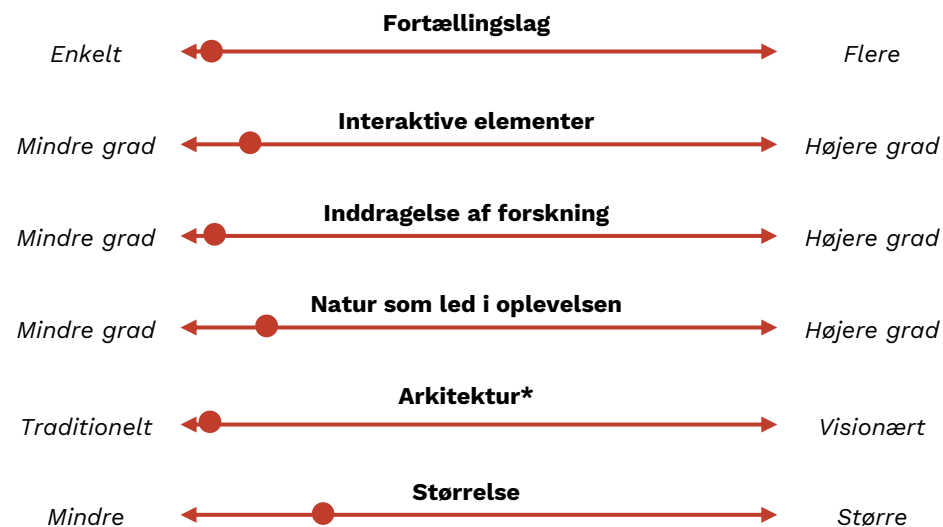 Fortællingslag
Enkelt Flere
Interaktive elementer
Mindre grad Højere grad
Inddragelse af forskning
Mindre grad Højere grad
Natur som led i oplevelsen
Mindre grad Højere grad
Arkitektur*
Traditionelt Visionært
Størrelse
Mindre Større